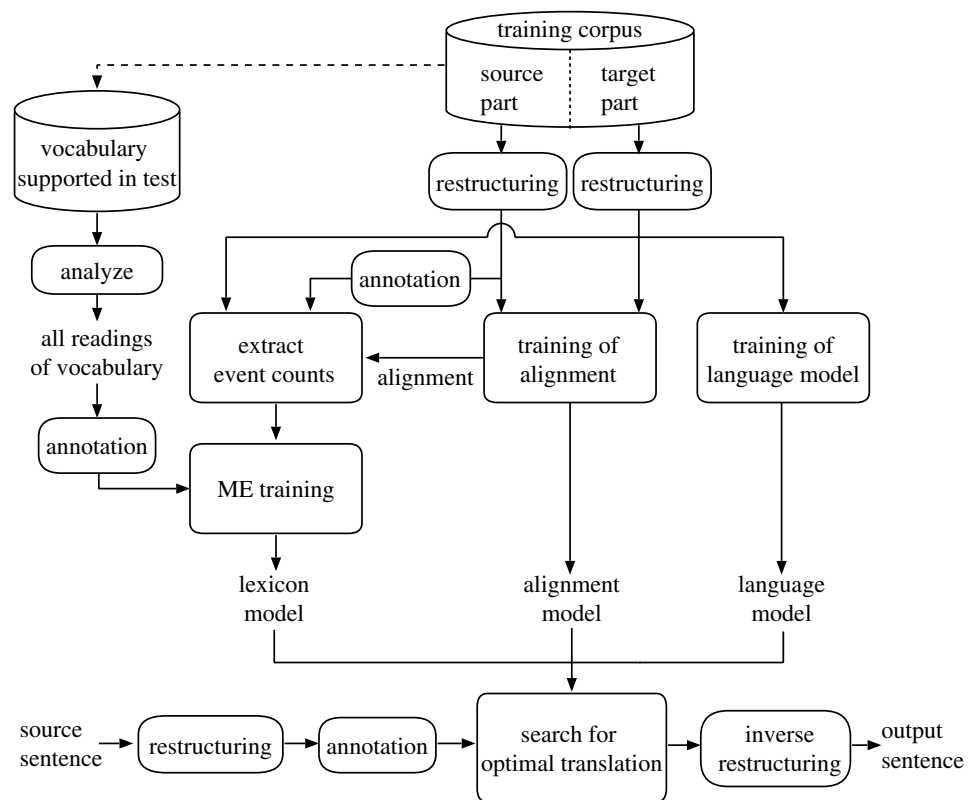 training corpus
source
part
target
part
vocabulary
supported in test
restructuring
restructuring
analyze
annotation
all readings
of vocabulary
extract
event counts
alignment
training of
alignment
training of
language model
annotation
ME training
lexicon
model
alignment
model
language
model
source
sentence
restructuring
annotation
search for
optimal translation
inverse
restructuring
output
sentence